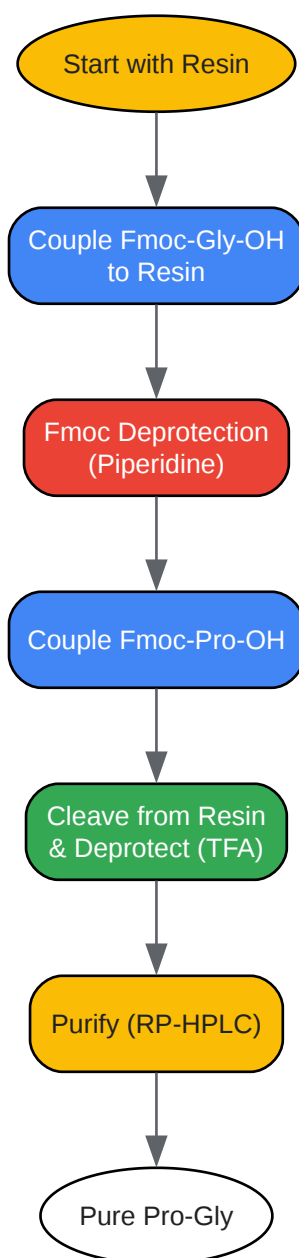 Start with Resin
Couple Fmoc-Gly-OH
to Resin
Fmoc Deprotection
(Piperidine)
Couple Fmoc-Pro-OH
Cleave from Resin
& Deprotect (TFA)
Purify (RP-HPLC)
Pure Pro-Gly